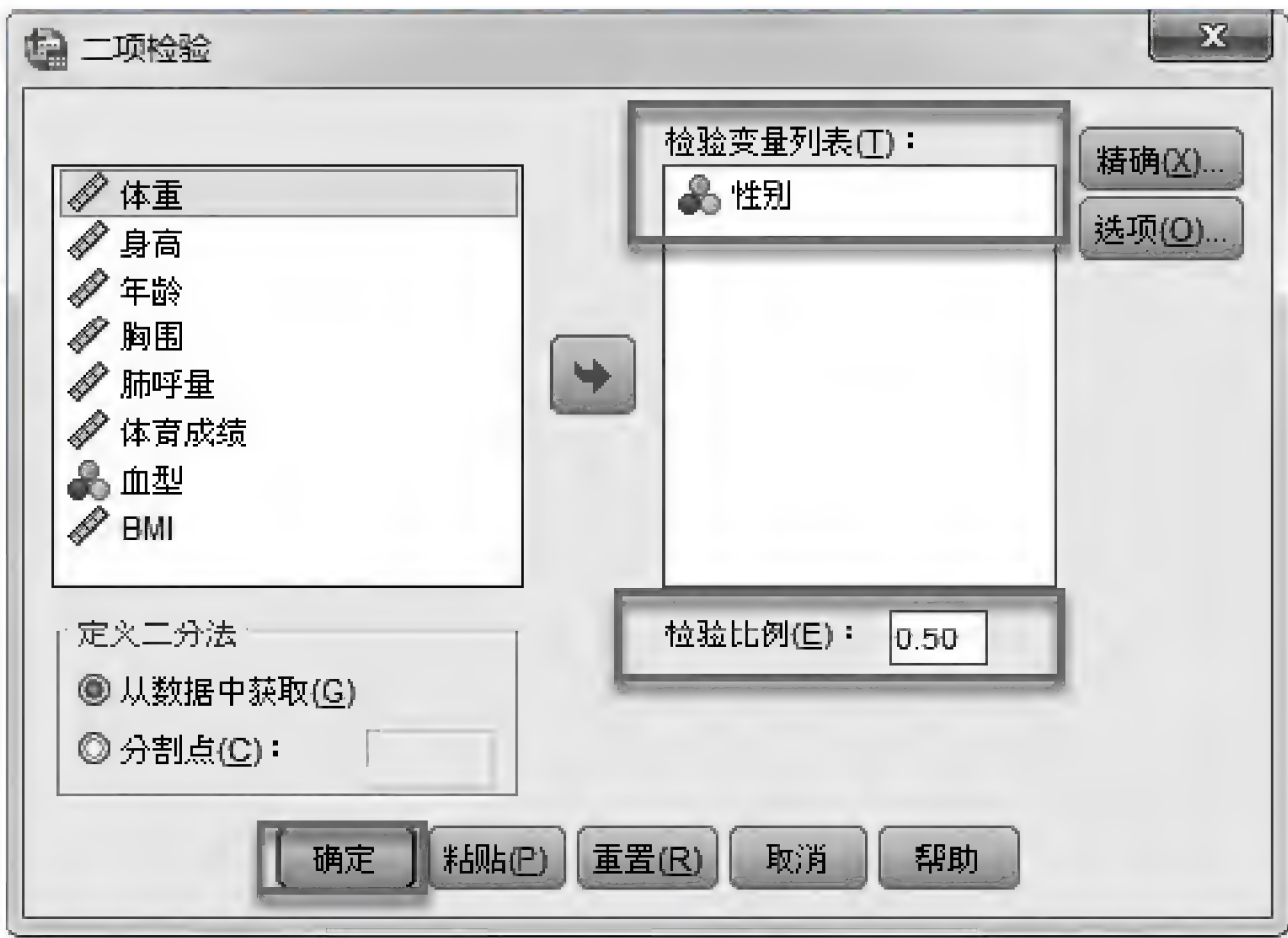 二项检验
体重
身高
年龄
胸围
肺呼量
体育成绩
血型
BMI
检验变量列表(T)：
性别
精确(X)...
选项(O)...
定义二分法
从数据中获取(G)
分割点(C)：
检验比例(E)： 0.50
确定 粘贴(P) 重置(R) 取消 帮助